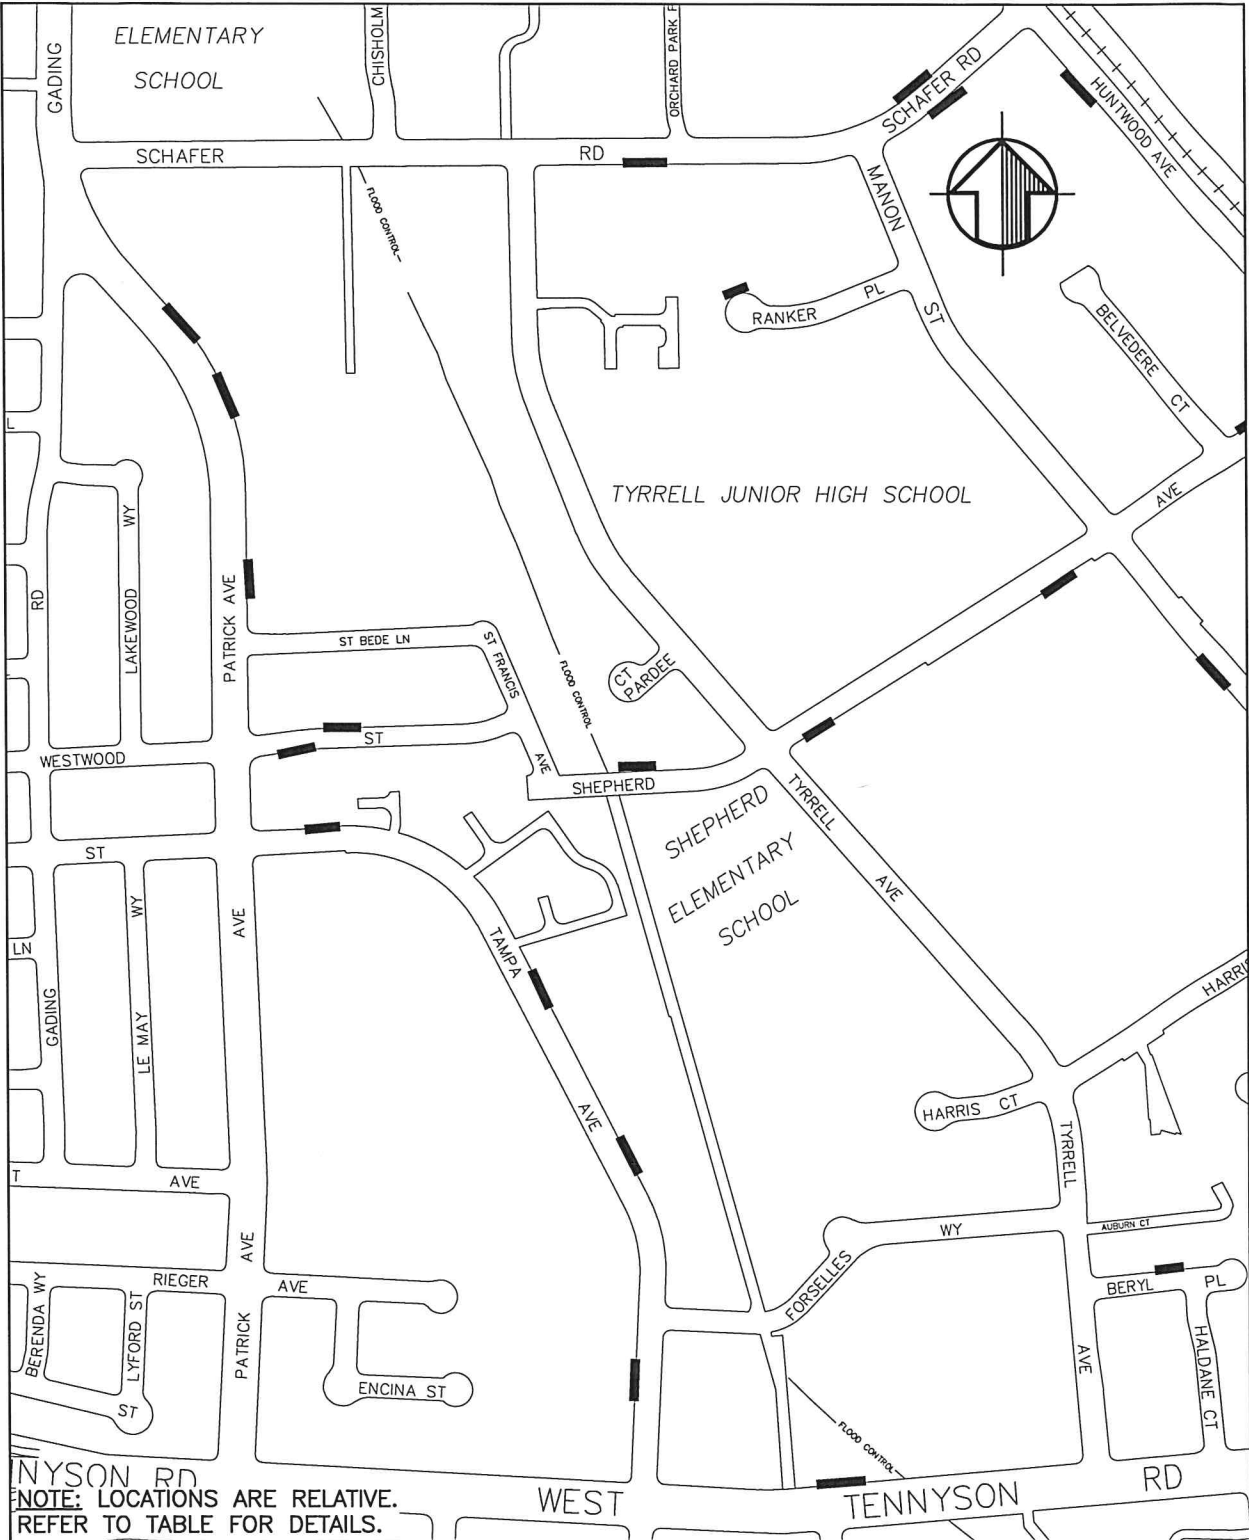 ELEMENTARY
SCHOOL
GADING
CHISHOLM
ORCHARD PARK
SCHAFER RD
HUNTWOOD AVE
SCHAFER
RD
FLOOD CONTROL
MANON
ST
RANKER
PL
BELVEDERE CT
L
TYRRELL JUNIOR HIGH SCHOOL
AVE
RD
LAKEWOOD WY
PATRICK AVE
ST BEDE LN
ST FRANCIS
AVE
FLOOD CONTROL
CT
PARDEE
WESTWOOD
ST
SHEPHERD
TYRRELL
AVE
SHEPHERD
ELEMENTARY
SCHOOL
ST
WY
LE MAY
AVE
LN
GADING
TAMPA
AVE
HARRIS
HARRIS CT
TYRRELL
T
AVE
FORSELLES
WY
AUBURN CT
BERYL
PL
HALDANE CT
AVE
AVE
RIEGER
AVE
BERENDA WY
LYFORD ST
PATRICK
ENCINA ST
ST
FLOOD CONTROL
NYSON RD
WEST
TENNYSON
RD
NOTE: LOCATIONS ARE RELATIVE.
REFER TO TABLE FOR DETAILS.